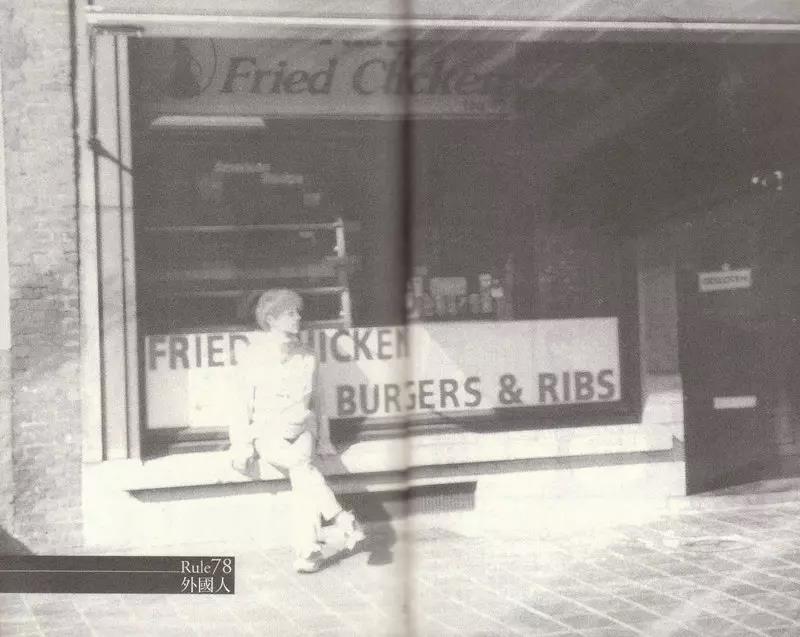 Fried Chicken
FRIED CHICKEN
BURGERS & RIBS
Rule78
外國人